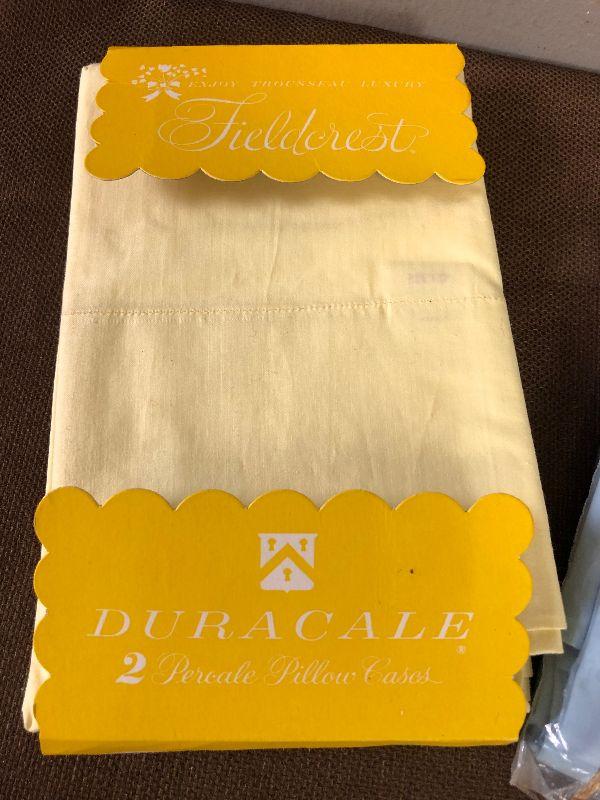 ENJOY TROUSSEAU LUXURY
Fieldcrest
DURACALE®
2 Percale Pillow Cases